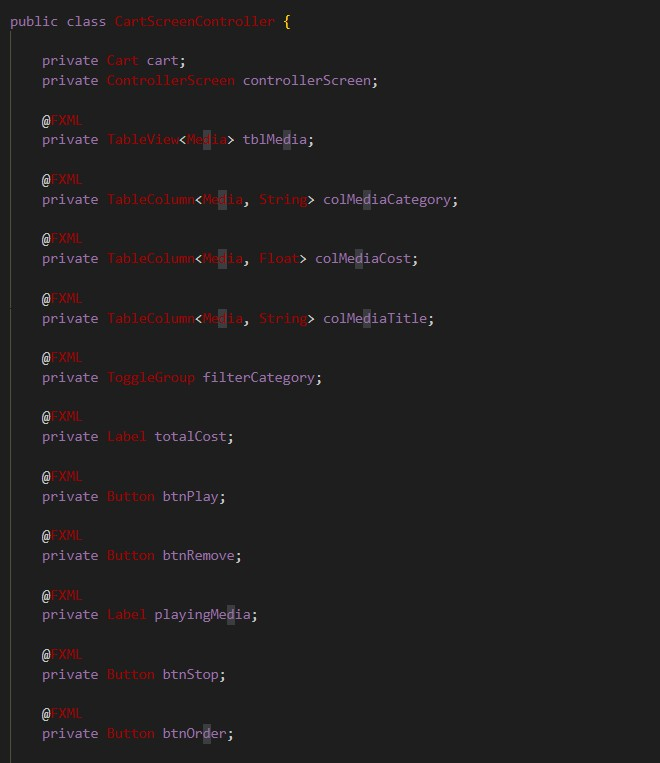 public class CartScreenController {
private Cart cart;
private ControllerScreen controllerScreen;
@FXML
private TableView<Media> tblMedia;
@FXML
private TableColumn<Media, String> colMediaCategory;
@FXML
private TableColumn<Media, Float> colMediaCost;
@FXML
private TableColumn<Media, String> colMediaTitle;
@FXML
private ToggleGroup filterCategory;
@FXML
private Label totalCost;
@FXML
private Button btnPlay;
@FXML
private Button btnRemove;
@FXML
private Label playingMedia;
@FXML
private Button btnStop;
@FXML
private Button btnOrder;